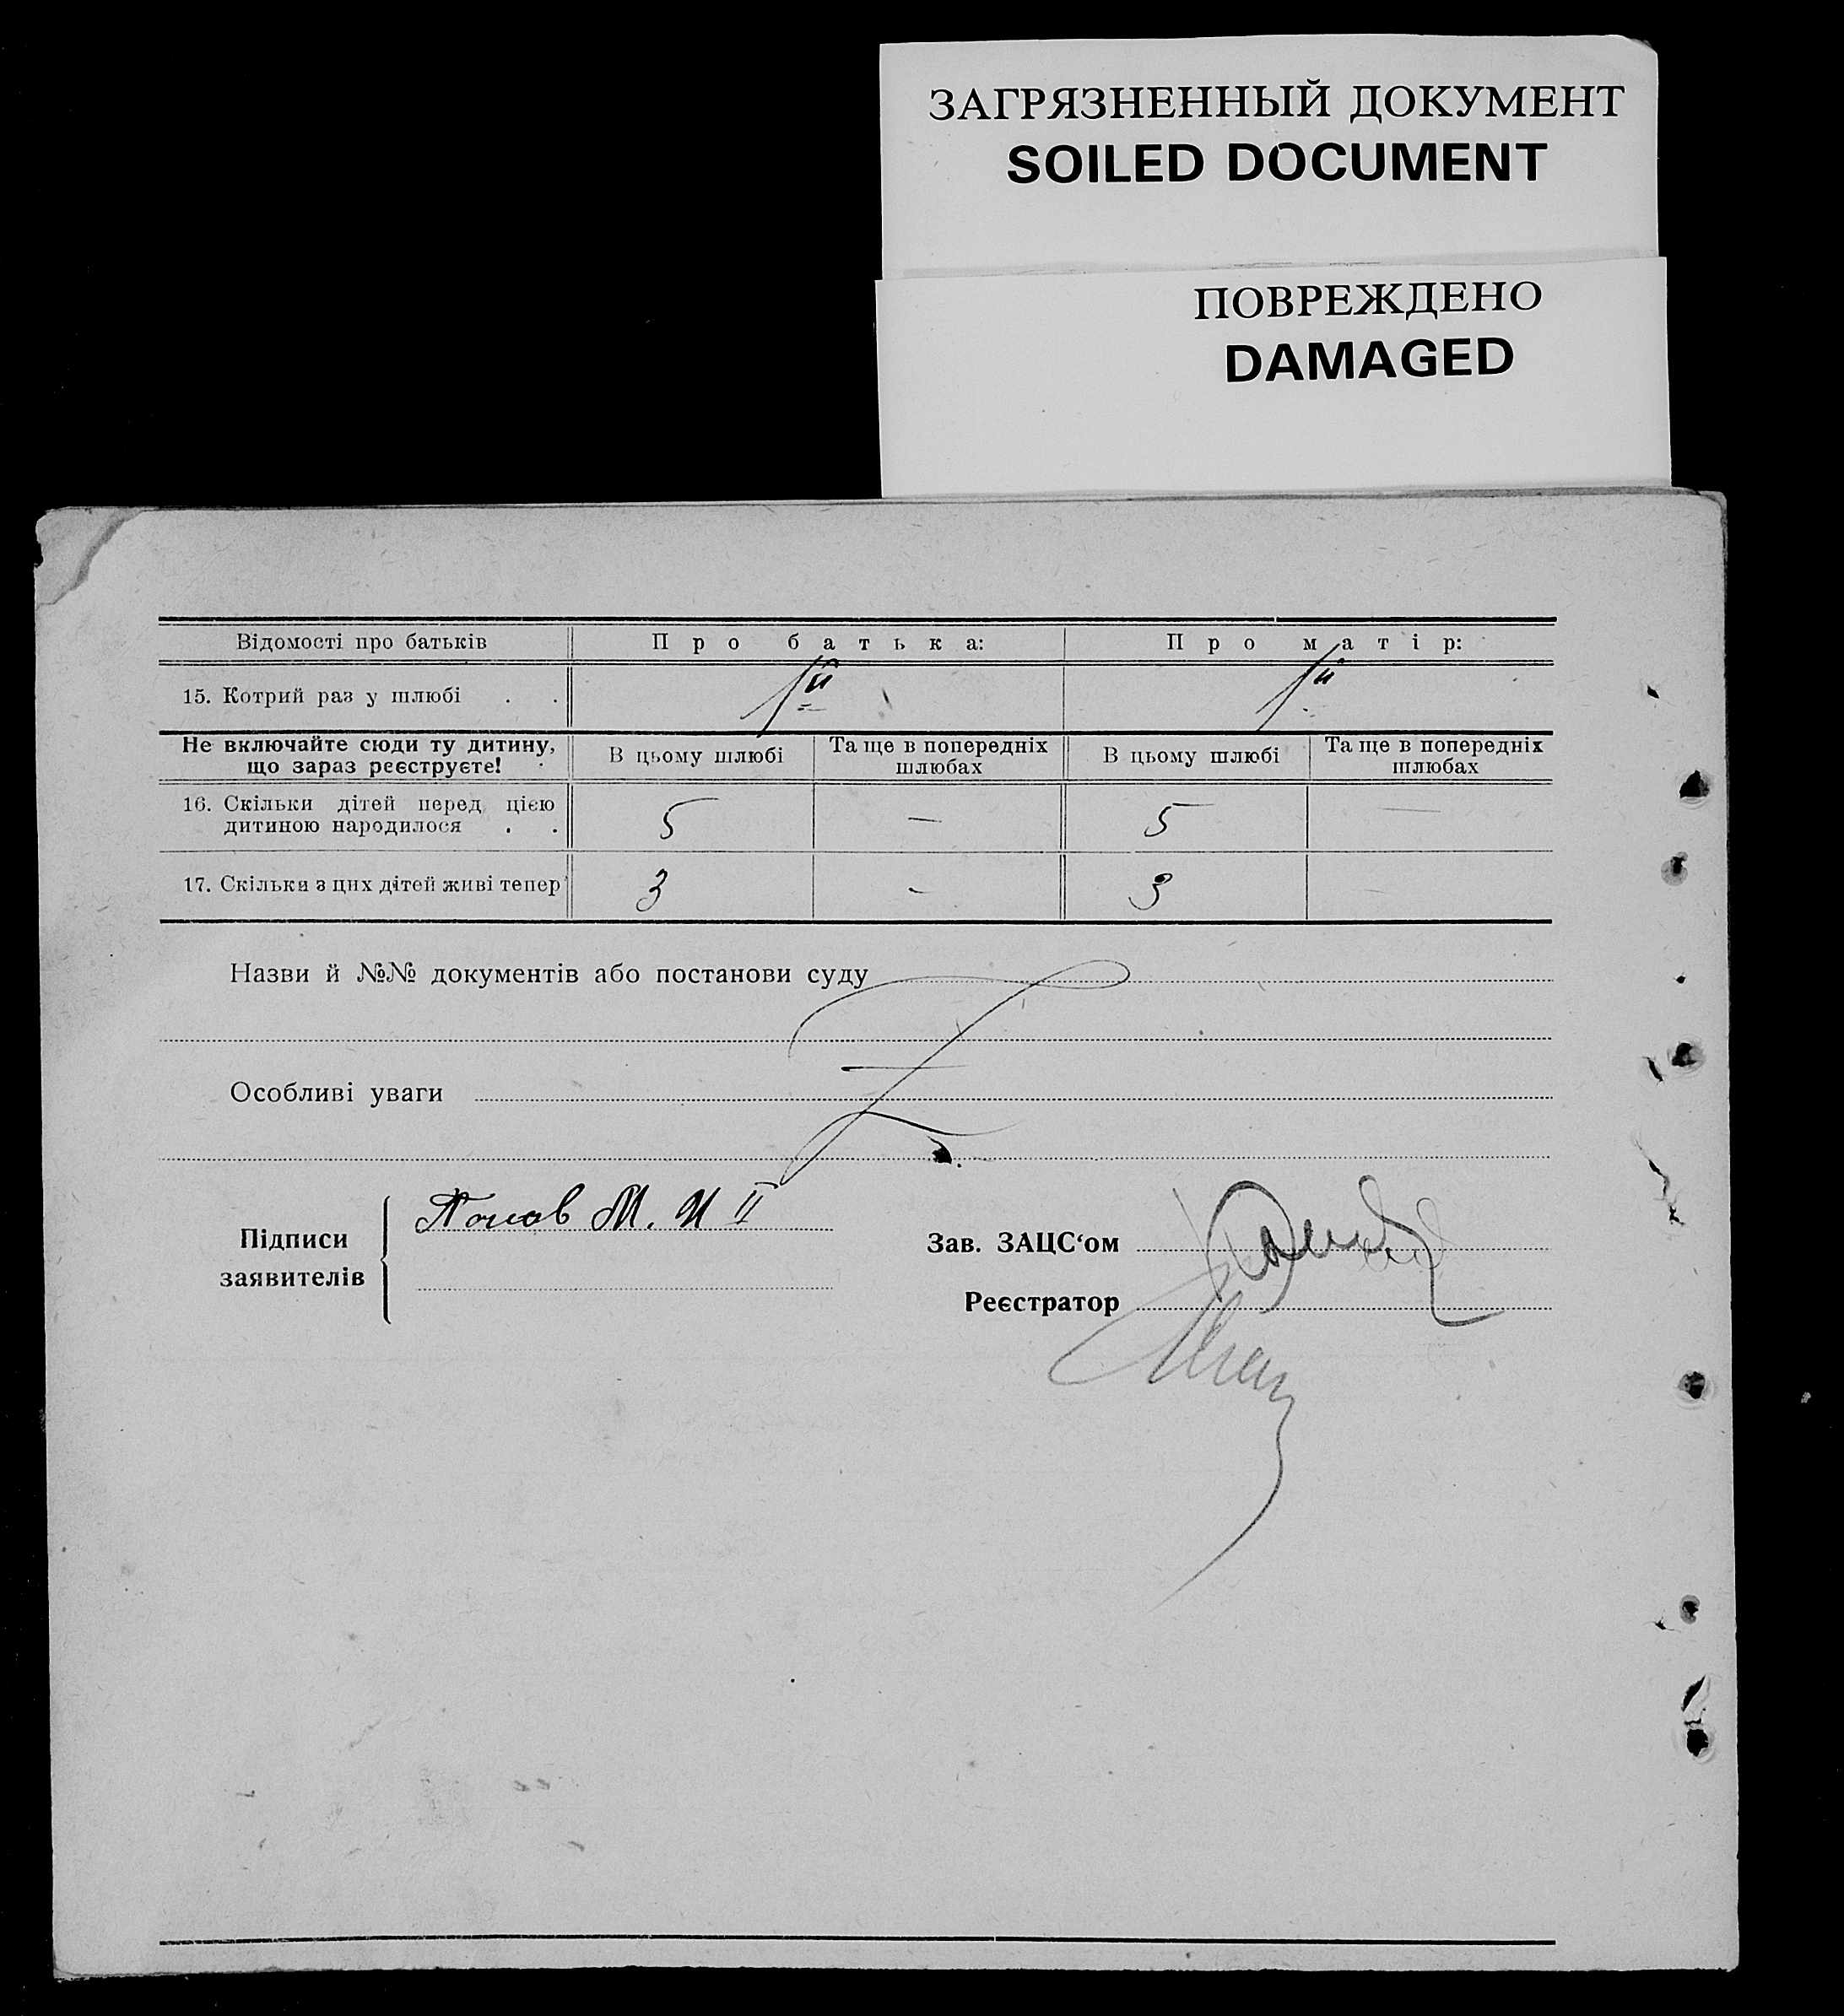 ЗАГРЯЗНЕННЫЙ ДОКУМЕНТ
SOILED DOCUMENT
ПОВРЕЖДЕНО
DAMAGED
Відомості про батьків Про батька: Про матір:
15. Котрий раз у шлюбі . . 1й 1й
Не включайте сюди ту дитину, що зараз реєструєте! В цьому шлюбі Та ще в попередніх шлюбах В цьому шлюбі Та ще в попередніх шлюбах
16. Скільки дітей перед цією дитиною народилося . . 5 — 5 —
17. Скільки з цих дітей живі тепер 3 - 3
Назви й №№ документів або постанови суду
Особливі уваги
Підписи заявителів
М. И II
Зав. ЗАЦС‘ом
Реєстратор